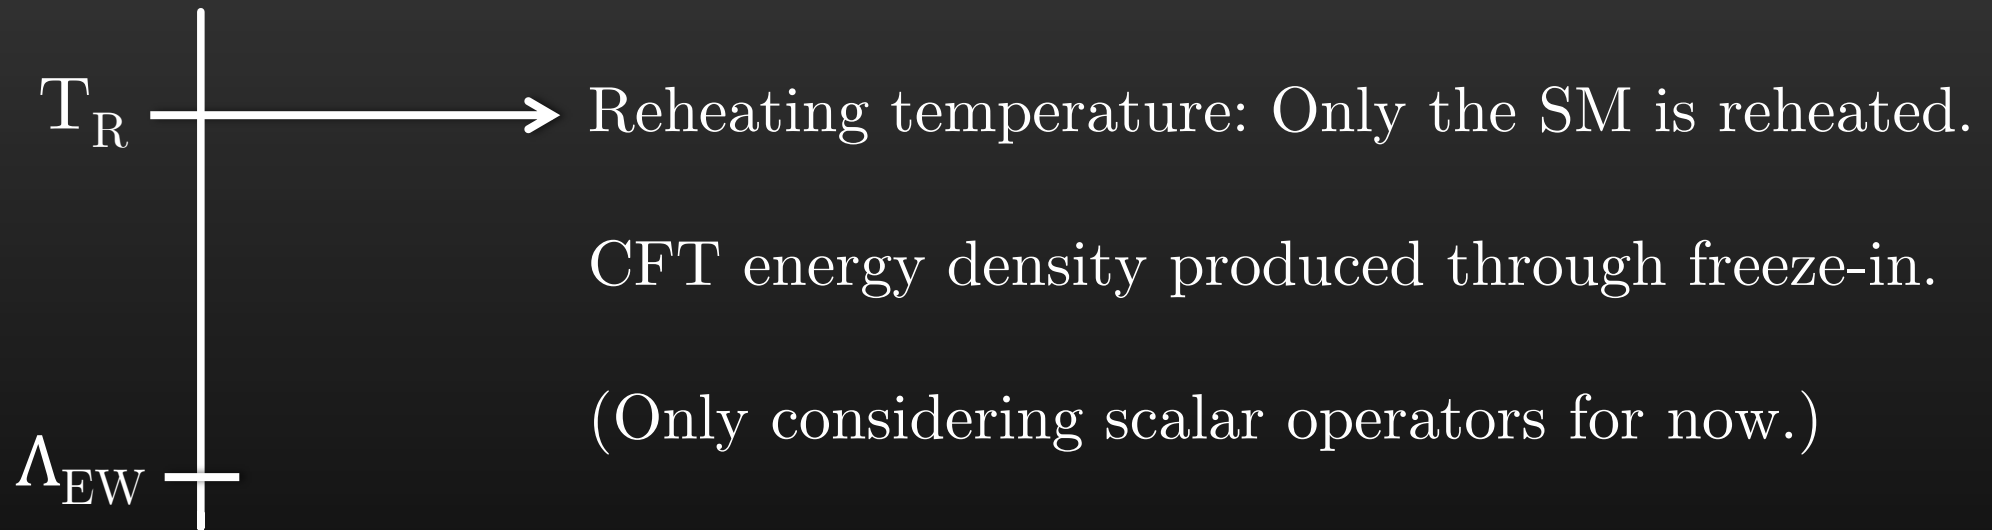 T_R Reheating temperature: Only the SM is reheated.
CFT energy density produced through freeze-in.
(Only considering scalar operators for now.)
Λ_EW